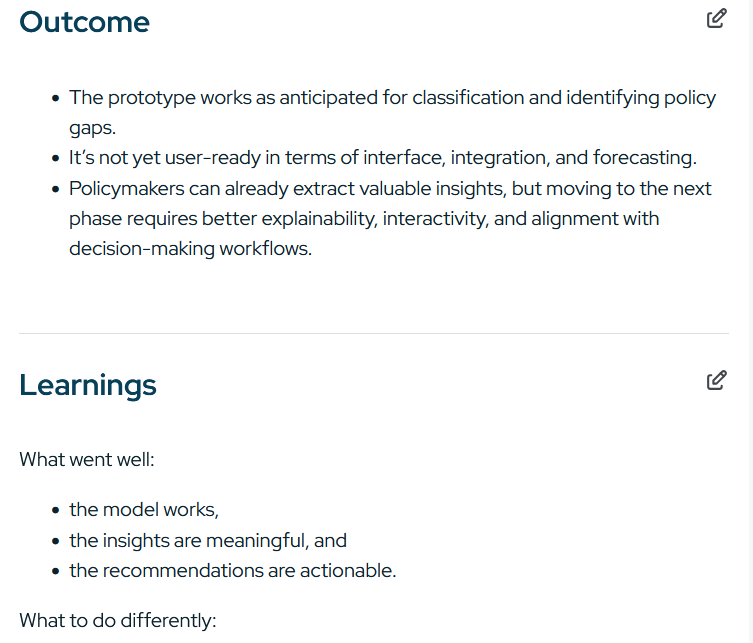 Outcome
• The prototype works as anticipated for classification and identifying policy
gaps.
• It’s not yet user-ready in terms of interface, integration, and forecasting.
• Policymakers can already extract valuable insights, but moving to the next
phase requires better explainability, interactivity, and alignment with
decision-making workflows.
Learnings
What went well:
• the model works,
• the insights are meaningful, and
• the recommendations are actionable.
What to do differently: